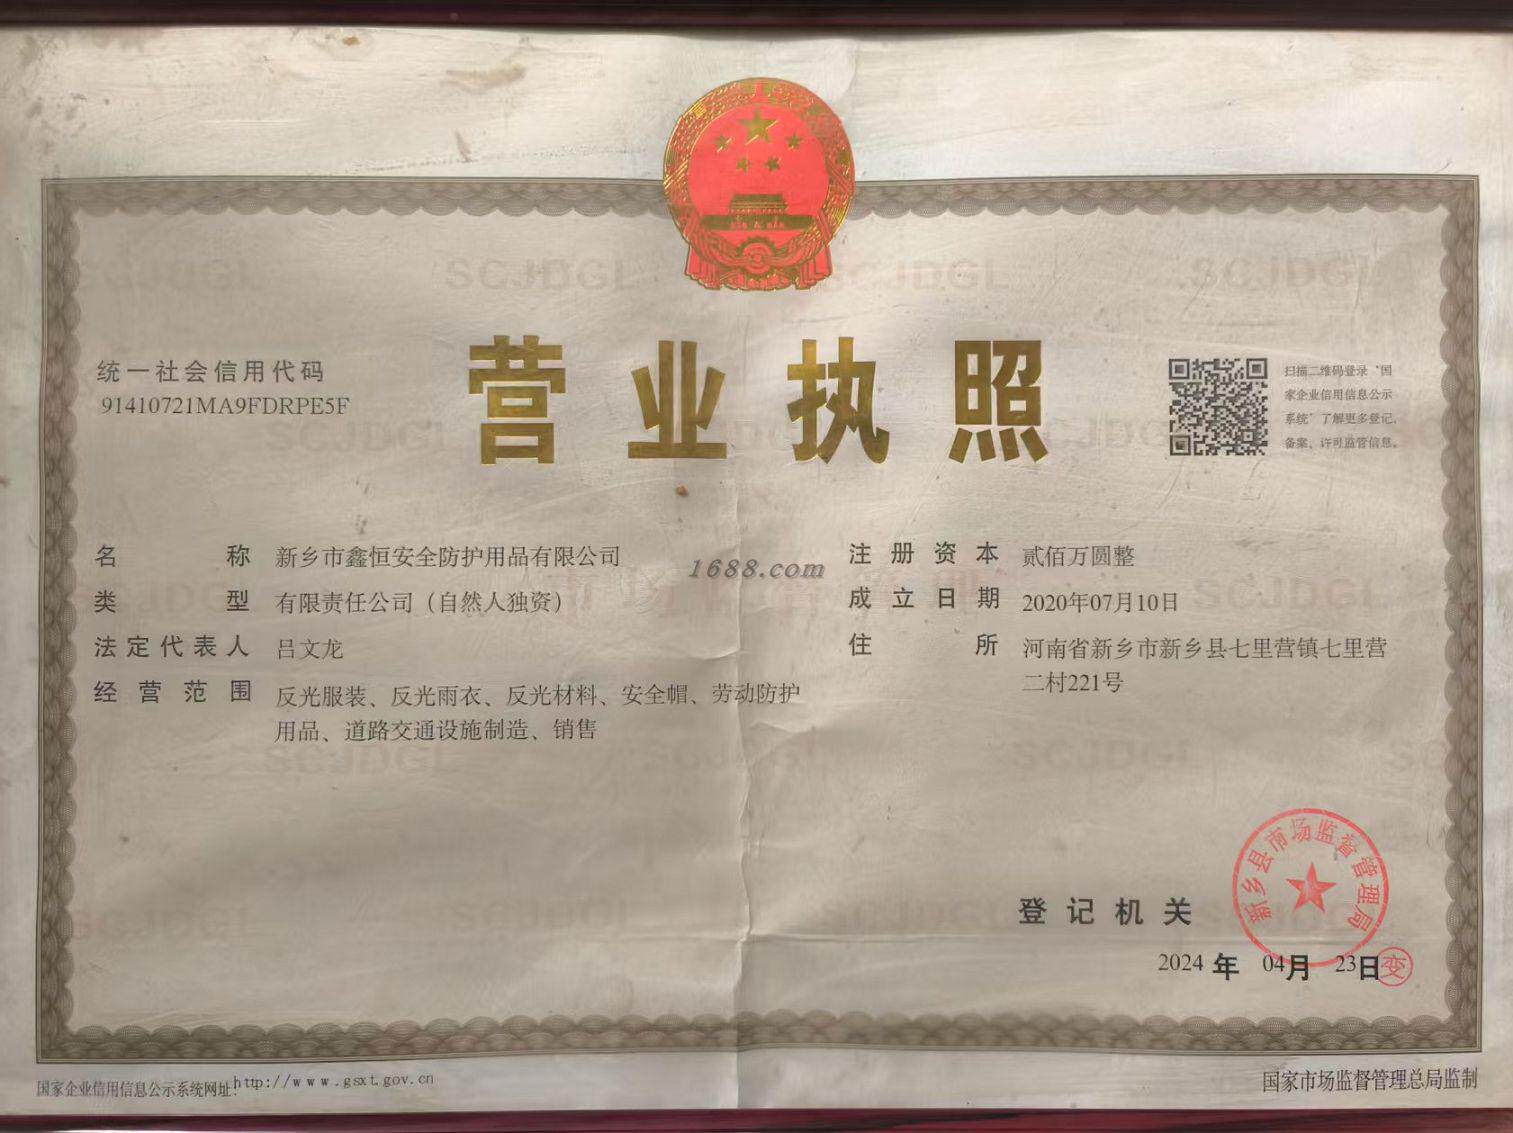 营业执照
统一社会信用代码
91410721MA9FDRPE5F
扫描二维码登录“国
家企业信用信息公示
系统”了解更多登记、
备案、许可监管信息。
名称 新乡市鑫恒安全防护用品有限公司
类型 有限责任公司（自然人独资）
法定代表人 吕文龙
经营范围 反光服装、反光雨衣、反光材料、安全帽、劳动防护
用品、道路交通设施制造、销售
1688.com
注册资本 贰佰万圆整
成立日期 2020年07月10日
住所 河南省新乡市新乡县七里营镇七里营
二村221号
登记机关
新乡县市场监督管理局
2024年04月23日
变
国家企业信用信息公示系统网址:http://www.gsxt.gov.cn
国家市场监督管理总局监制
SCJDGL